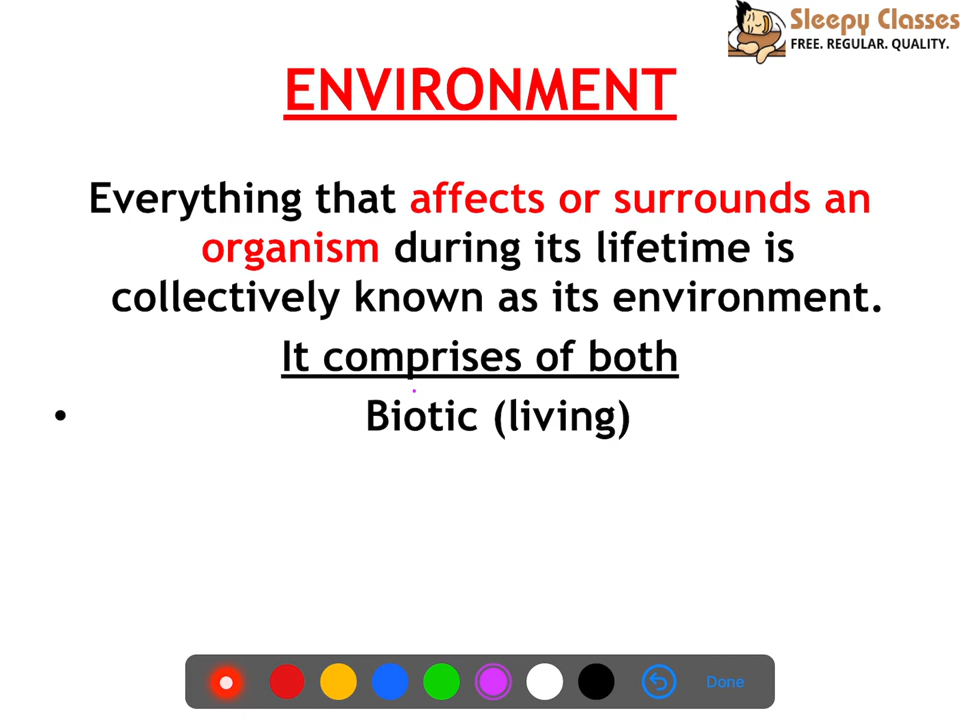 Sleepy Classes
FREE. REGULAR. QUALITY.
ENVIRONMENT
Everything that affects or surrounds an
organism during its lifetime is
collectively known as its environment.
It comprises of both
• Biotic (living)
Done